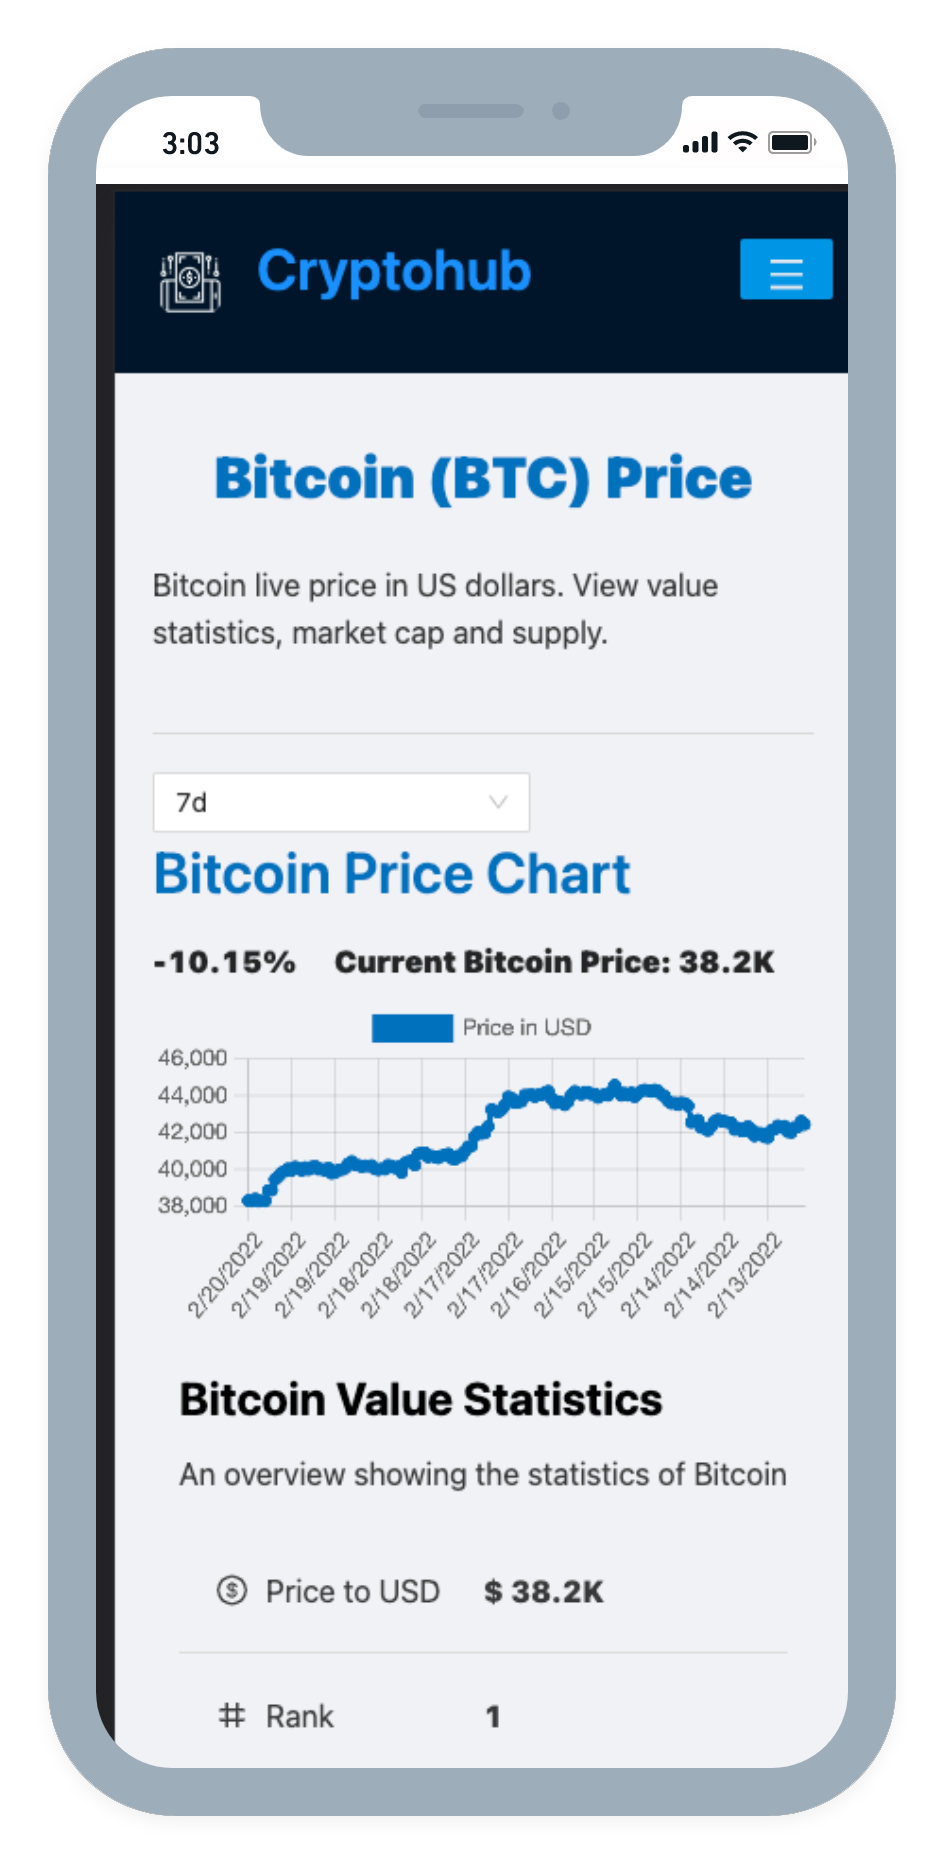 3:03
Cryptohub
Bitcoin (BTC) Price
Bitcoin live price in US dollars. View value
statistics, market cap and supply.
7d
Bitcoin Price Chart
-10.15% Current Bitcoin Price: 38.2K
Price in USD
46,000
44,000
42,000
40,000
38,000
2/20/2022
2/19/2022
2/19/2022
2/18/2022
2/18/2022
2/17/2022
2/17/2022
2/16/2022
2/15/2022
2/15/2022
2/14/2022
2/14/2022
2/13/2022
Bitcoin Value Statistics
An overview showing the statistics of Bitcoin
Price to USD $ 38.2K
Rank 1